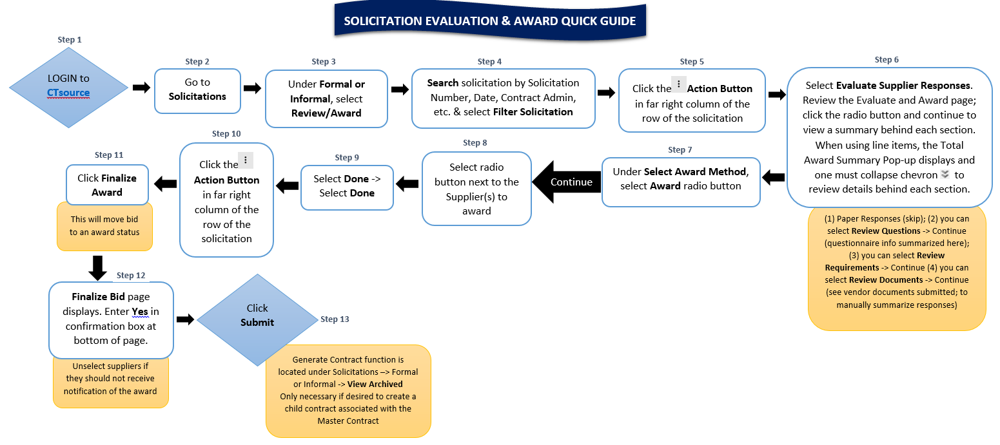 SOLICITATION EVALUATION & AWARD QUICK GUIDE
Step 1
LOGIN to
CTsource
Step 2
Go to
Solicitations
Step 3
Under Formal or
Informal, select
Review/Award
Step 4
Search solicitation by Solicitation
Number, Date, Contract Admin,
etc. & select Filter Solicitation
Step 5
Click the Action Button
in far right column of the
row of the solicitation
Step 6
Select Evaluate Supplier Responses.
Review the Evaluate and Award page;
click the radio button and continue to
view a summary behind each section.
When using line items, the Total
Award Summary Pop-up displays and
one must collapse chevron to
review details behind each section.
(1) Paper Responses (skip); (2) you can
select Review Questions -> Continue
(questionnaire info summarized here);
(3) you can select Review
Requirements -> Continue (4) you can
select Review Documents -> Continue
(see vendor documents submitted; to
manually summarize responses)
Step 7
Under Select Award Method,
select Award radio button
Continue
Step 8
Select radio
button next to the
Supplier(s) to
award
Step 9
Select Done ->
Select Done
Step 10
Click the
Action Button
in far right
column of the
row of the
solicitation
Step 11
Click Finalize
Award
This will move bid
to an award status
Step 12
Finalize Bid page
displays. Enter Yes in
confirmation box at
bottom of page.
Unselect suppliers if
they should not receive
notification of the award
Click
Submit
Step 13
Generate Contract function is
located under Solicitations –> Formal
or Informal -> View Archived
Only necessary if desired to create a
child contract associated with the
Master Contract